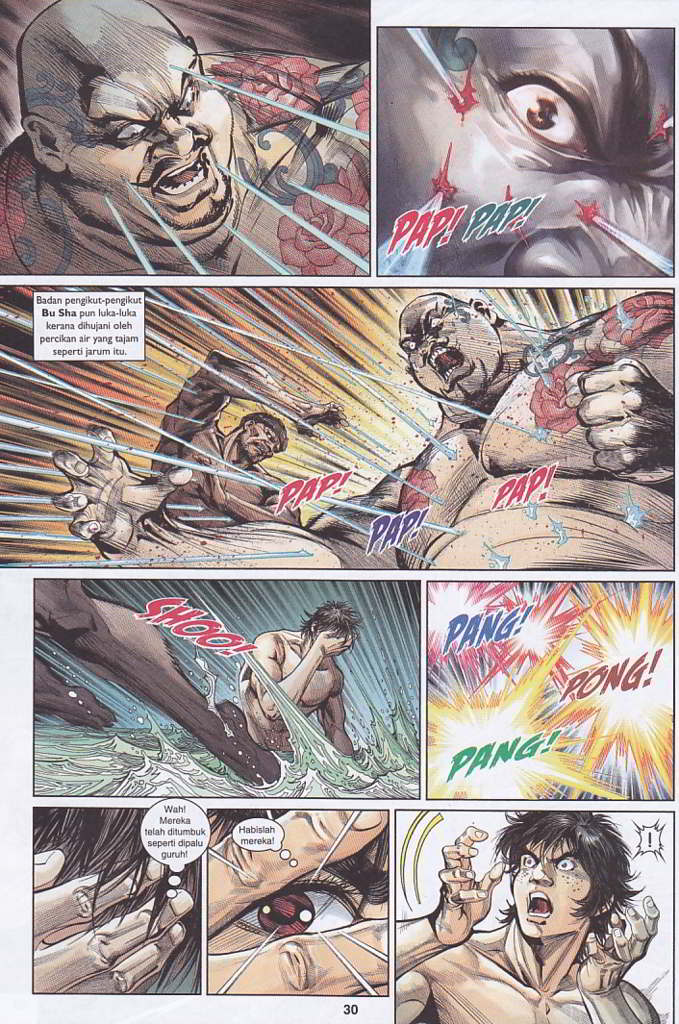 PAP! PAP!
Badan pengikut-pengikut
Bu Sha pun luka-luka
kerana dihujani oleh
percikan air yang tajam
seperti jarum itu.
PAP!
PAP!
PAP!
SHOO!
PANG!
PONG!
PANG!
Wah!
Mereka
telah ditumbuk
seperti dipalu
guruh!
Habislah
mereka!
!
30